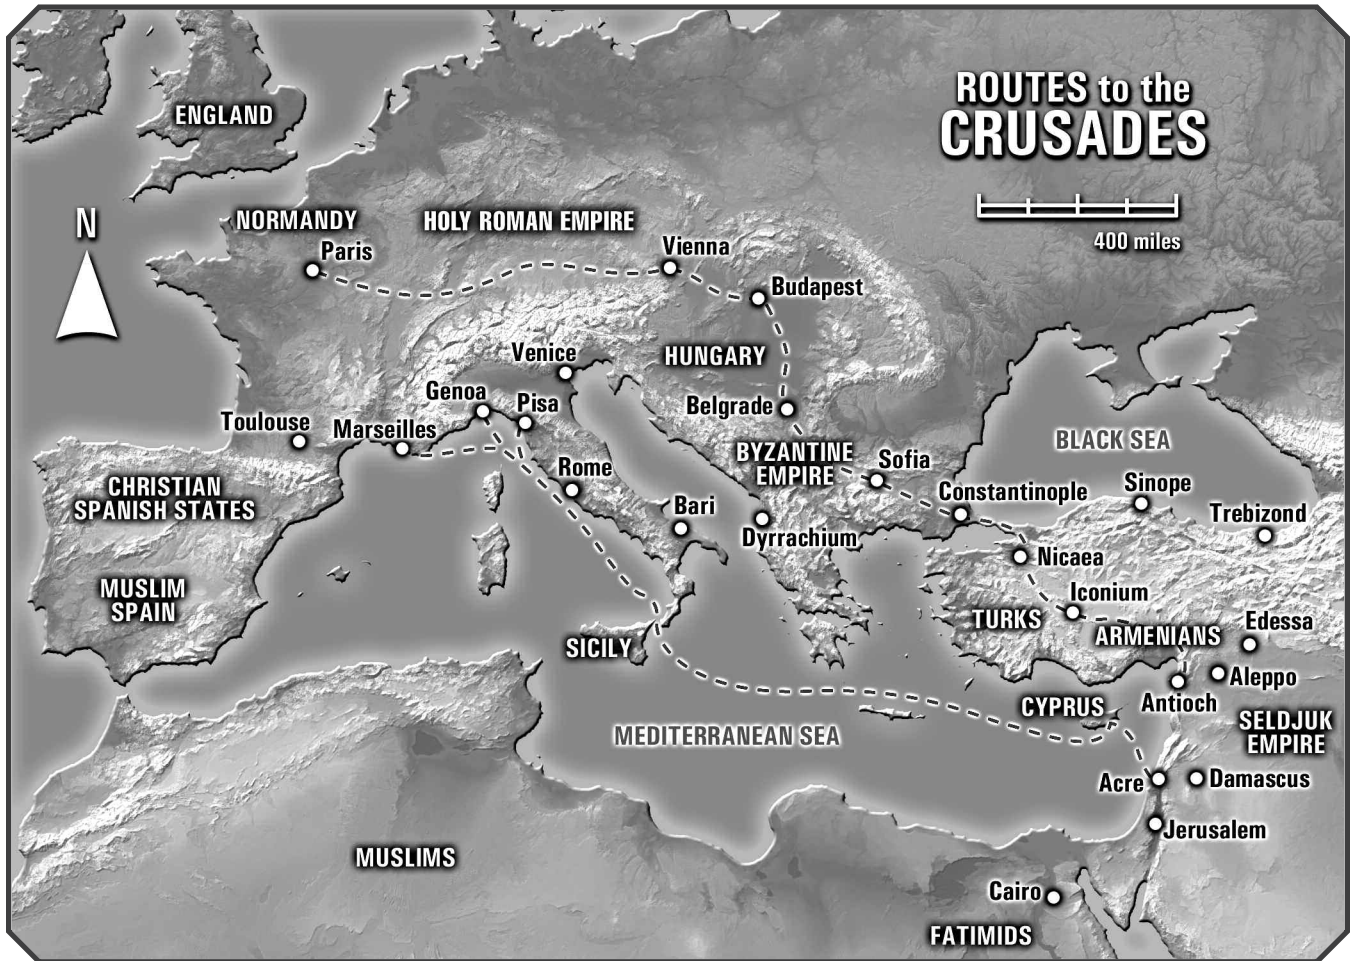 ROUTES to the
CRUSADES
400 miles
N
ENGLAND
NORMANDY
HOLY ROMAN EMPIRE
Paris
Vienna
Budapest
Venice
HUNGARY
Genoa
Pisa
Belgrade
Toulouse
Marseilles
BLACK SEA
BYZANTINE
EMPIRE
Sofia
Rome
CHRISTIAN
SPANISH STATES
Constantinople
Sinope
Bari
Trebizond
Dyrrachium
Nicaea
MUSLIM
SPAIN
Iconium
TURKS
Edessa
ARMENIANS
SICILY
Aleppo
Antioch
CYPRUS
SELDJUK
EMPIRE
MEDITERRANEAN SEA
Acre
Damascus
Jerusalem
MUSLIMS
Cairo
FATIMIDS